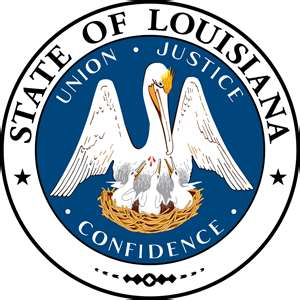 STATE OF LOUISIANA
UNION · JUSTICE
· CONFIDENCE ·